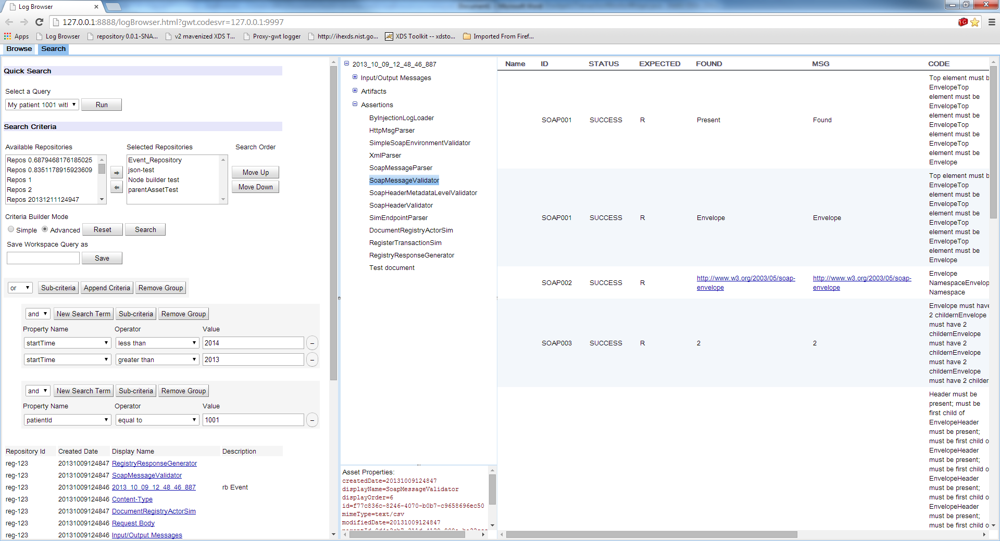 Log Browser
127.0.0.1:8888/logBrowser.html?gwt.codesvr=127.0.0.1:9997
Apps Log Browser repository 0.0.1-SNA... v2 mavenized XDS T... Proxy-gwt logger http://ihexds.nist.go... XDS Toolkit -- xdsto... Imported From Firef...
Browse Search
Quick Search
Select a Query
My patient 1001 witl Run
Search Criteria
Available Repositories Selected Repositories Search Order
Repos 0.6879468176185025
Repos 0.8351178915923609
Repos 1
Repos 2
Repos 20131211124947
Event_Repository
json-test
Node builder test
parentAssetTest
Move Up
Move Down
Criteria Builder Mode
Simple Advanced Reset Search
Save Workspace Query as
Save
or Sub-criteria Append Criteria Remove Group
and New Search Term Sub-criteria Remove Group
Property Name Operator Value
startTime less than 2014 –
startTime greater than 2013 –
and New Search Term Sub-criteria Remove Group
Property Name Operator Value
patientId equal to 1001 –
Repository Id Created Date Display Name Description
reg-123 20131009124847 RegistryResponseGenerator
reg-123 20131009124847 SoapMessageValidator
reg-123 20131009124846 2013_10_09_12_48_46_887 rb Event
reg-123 20131009124846 Content-Type
reg-123 20131009124846 DocumentRegistryActorSim
reg-123 20131009124846 Request Body
reg-123 20131009124846 Input/Output Messages
2013_10_09_12_48_46_887
Input/Output Messages
Artifacts
Assertions
ByInjectionLogLoader
HttpMsgParser
SimpleSoapEnvironmentValidator
XmlParser
SoapMessageParser
SoapMessageValidator
SoapHeaderMetadataLevelValidator
SoapHeaderValidator
SimEndpointParser
DocumentRegistryActorSim
RegisterTransactionSim
RegistryResponseGenerator
Test document
Asset Properties:
createdDate=20131009124847
displayName=SoapMessageValidator
displayOrder=6
id=f77c836c-8246-4070-b0b7-c9658696ec50
mimeType=text/csv
modifiedDate=20131009124847
Name ID STATUS EXPECTED FOUND MSG CODE
SOAP001 SUCCESS R Present Found
Top element must b
EnvelopeTop
element must be
EnvelopeTop
element must be
EnvelopeTop
element must be
EnvelopeTop
element must be
Envelope
SOAP001 SUCCESS R Envelope Envelope
Top element must b
EnvelopeTop
element must be
EnvelopeTop
element must be
EnvelopeTop
element must be
EnvelopeTop
element must be
Envelope
SOAP002 SUCCESS R
http://www.w3.org/2003/05/soap-
envelope
http://www.w3.org/2003/05/soap-
envelope
Envelope
NamespaceEnvelop
Namespace
SOAP003 SUCCESS R 2 2
Envelope must have
2 childernEnvelope
must have 2
childernEnvelope
must have 2
childernEnvelope
must have 2
childernEnvelope
must have 2 childer
Header must be
present; must be
first child of
EnvelopeHeader
must be present;
must be first child o
EnvelopeHeader
must be present;
must be first child o
EnvelopeHeader
must be present;
must be first child o
EnvelopeHeader
must be present;
must be first child o